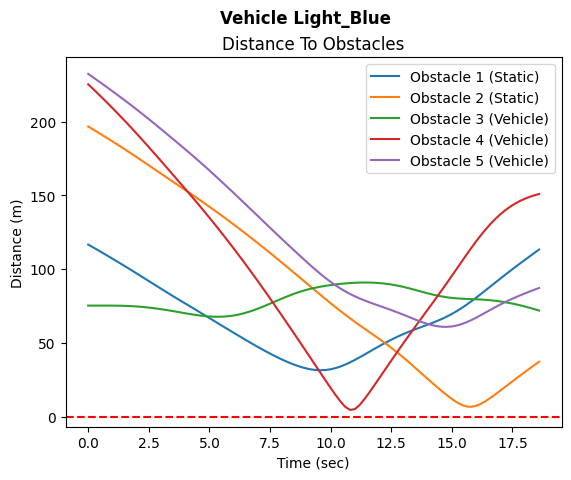 Vehicle Light_Blue
Distance To Obstacles
Obstacle 1 (Static)
Obstacle 2 (Static)
Obstacle 3 (Vehicle)
Obstacle 4 (Vehicle)
Obstacle 5 (Vehicle)
Distance (m)
200
150
100
50
0
0.0 2.5 5.0 7.5 10.0 12.5 15.0 17.5
Time (sec)